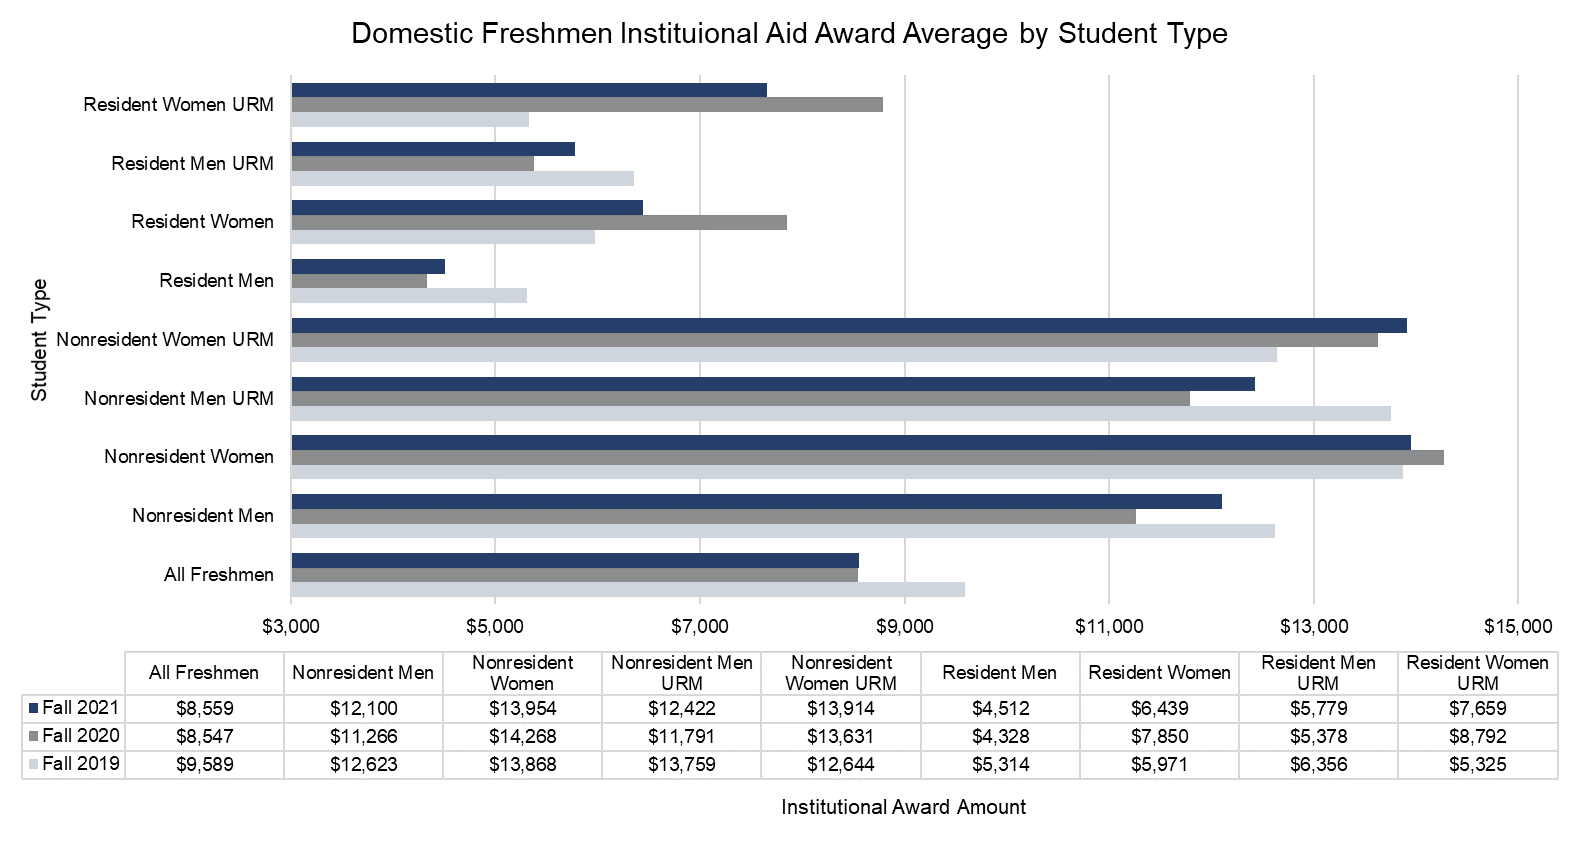 Domestic Freshmen Instituional Aid Award Average by Student Type
Student Type
Resident Women URM
Resident Men URM
Resident Women
Resident Men
Nonresident Women URM
Nonresident Men URM
Nonresident Women
Nonresident Men
All Freshmen
$3,000 $5,000 $7,000 $9,000 $11,000 $13,000 $15,000
All Freshmen Nonresident Men Nonresident Women Nonresident Men URM Nonresident Women URM Resident Men Resident Women Resident Men URM Resident Women URM
Fall 2021 $8,559 $12,100 $13,954 $12,422 $13,914 $4,512 $6,439 $5,779 $7,659
Fall 2020 $8,547 $11,266 $14,268 $11,791 $13,631 $4,328 $7,850 $5,378 $8,792
Fall 2019 $9,589 $12,623 $13,868 $13,759 $12,644 $5,314 $5,971 $6,356 $5,325
Institutional Award Amount